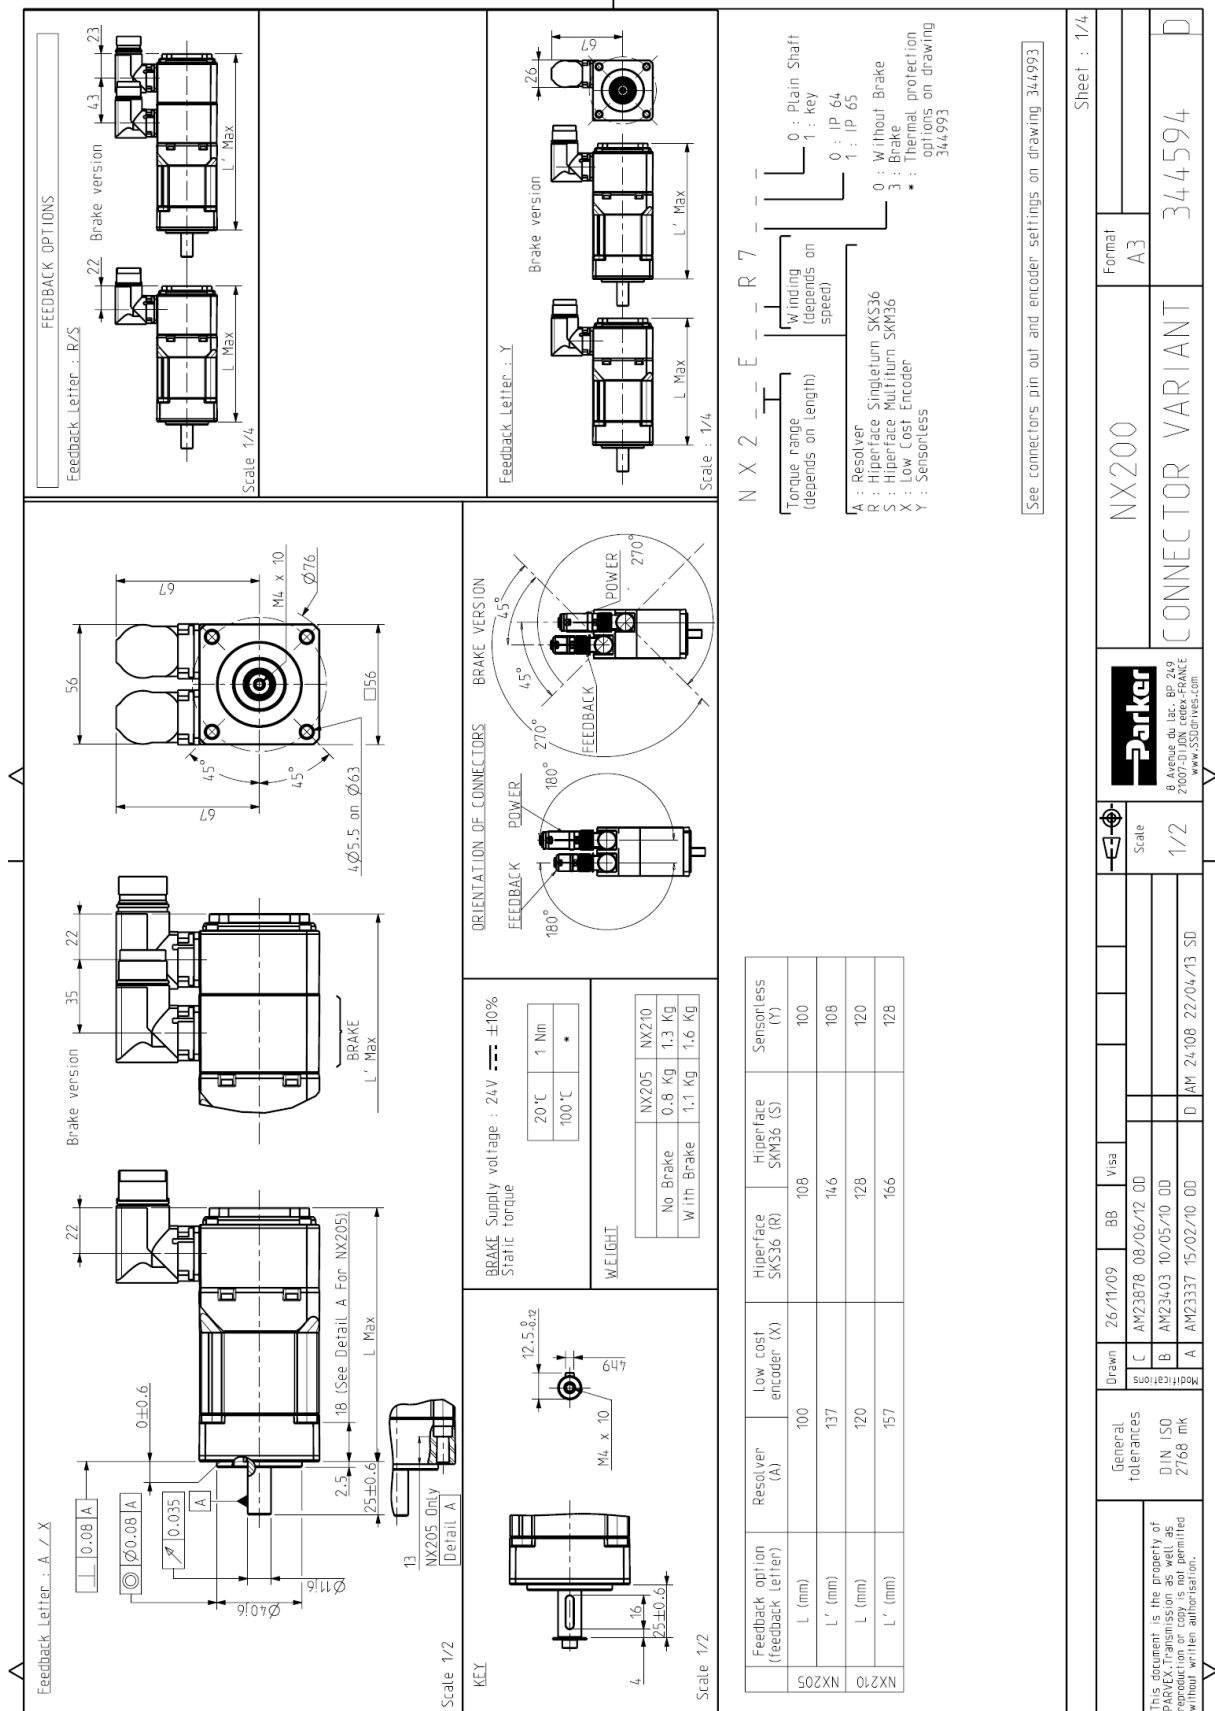 Feedback Letter : A / X
⟂ 0.08 A
◎ Ø0.08 A
↗ 0.035
A
0±0.6
22
Ø11j6
Ø40j6
2.5
25±0.6
18 (See Detail A For NX205)
L Max
13
NX205 Only
Detail A
Scale 1/2
Brake version
35
22
BRAKE
L' Max
67
56
67
45°
45°
4Ø5.5 on Ø63
□56
M4 x 10
Ø76
FEEDBACK OPTIONS
Feedback Letter : R/S
22
Brake version
43
23
L Max
L' Max
Scale 1/4
KEY
4
16
25±0.6
12.5 0 -0.12
4h9
M4 x 10
Scale 1/2
BRAKE Supply voltage : 24V ±10%
Static torque
20°C 1 Nm
100°C *
WEIGHT
NX205 NX210
No Brake 0.8 Kg 1.3 Kg
With Brake 1.1 Kg 1.6 Kg
ORIENTATION OF CONNECTORS
BRAKE VERSION
FEEDBACK
POWER
180°
180°
270°
45°
45°
270°
FEEDBACK
POWER
Feedback Letter : Y
Brake version
26
67
L Max
L' Max
Scale : 1/4
Feedback option
(feedback letter)
Resolver
(A)
Low cost
encoder (X)
Hiperface
SKS36 (R)
Hiperface
SKM36 (S)
Sensorless
(Y)
NX205
L (mm) 100 108 100
L' (mm) 137 146 108
NX210
L (mm) 120 128 120
L' (mm) 157 166 128
N X 2 _ _ E _ _ R 7 _ _ _
Torque range
(depends on length)
Winding
(depends on
speed)
A : Resolver
R : Hiperface Singleturn SKS36
S : Hiperface Multiturn SKM36
X : Low Cost Encoder
Y : Sensorless
0 : Plain Shaft
1 : key
0 : IP 64
1 : IP 65
0 : Without Brake
3 : Brake
* : Thermal protection
options on drawing
344993
See connectors pin out and encoder settings on drawing 344993
Sheet : 1/4
This document is the property of
PARVEX.Transmission as well as
reproduction or copy is not permitted
without written authorisation.
General
tolerances
DIN ISO
2768 mK
Drawn 26/11/09 BB Visa
Modifications
C AM23878 08/06/12 OD
B AM23403 10/05/10 OD
A AM23337 15/02/10 OD
D AM 24108 22/04/13 SD
Scale
1/2
Parker
8 Avenue du Lac. BP 249
21007-DIJON cedex-FRANCE
www.SSDdrives.com
NX200
CONNECTOR VARIANT
Format
A3
344594
D